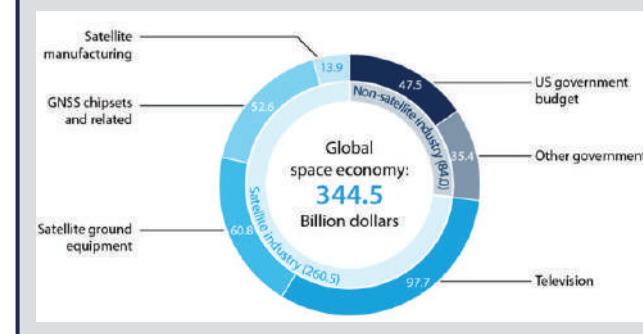 Satellite
manufacturing
13.9
47.5
US government
budget
GNSS chipsets
and related
52.6
Non-satellite industry (84.0)
35.4
Other government
Global
space economy:
344.5
Billion dollars
Satellite ground
equipment
60.8
Satellite industry (260.5)
97.7
Television